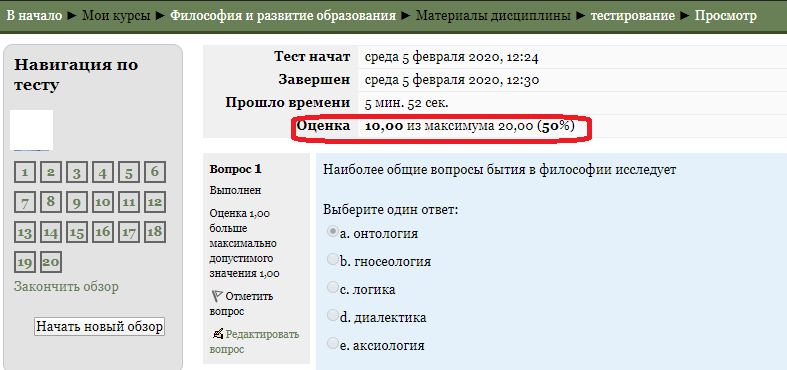 В начало ► Мои курсы ► Философия и развитие образования ► Материалы дисциплины ► тестирование ► Просмотр
Навигация по
тесту
1 2 3 4 5 6
7 8 9 10 11 12
13 14 15 16 17 18
19 20
Закончить обзор
Начать новый обзор
Тест начат среда 5 февраля 2020, 12:24
Завершен среда 5 февраля 2020, 12:30
Прошло времени 5 мин. 52 сек.
Оценка 10,00 из максимума 20,00 (50%)
Вопрос 1
Выполнен
Оценка 1,00
больше
максимально
допустимого
значения 1,00
Отметить
вопрос
Редактировать
вопрос
Наиболее общие вопросы бытия в философии исследует
Выберите один ответ:
a. онтология
b. гносеология
c. логика
d. диалектика
e. аксиология